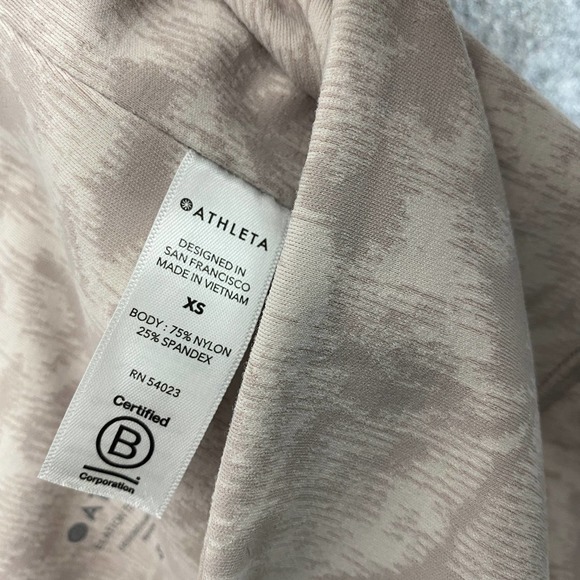 ATHLETA
DESIGNED IN
SAN FRANCISCO
MADE IN VIETNAM
XS
BODY : 75% NYLON
25% SPANDEX
RN 54023
Certified
B
Corporation
A